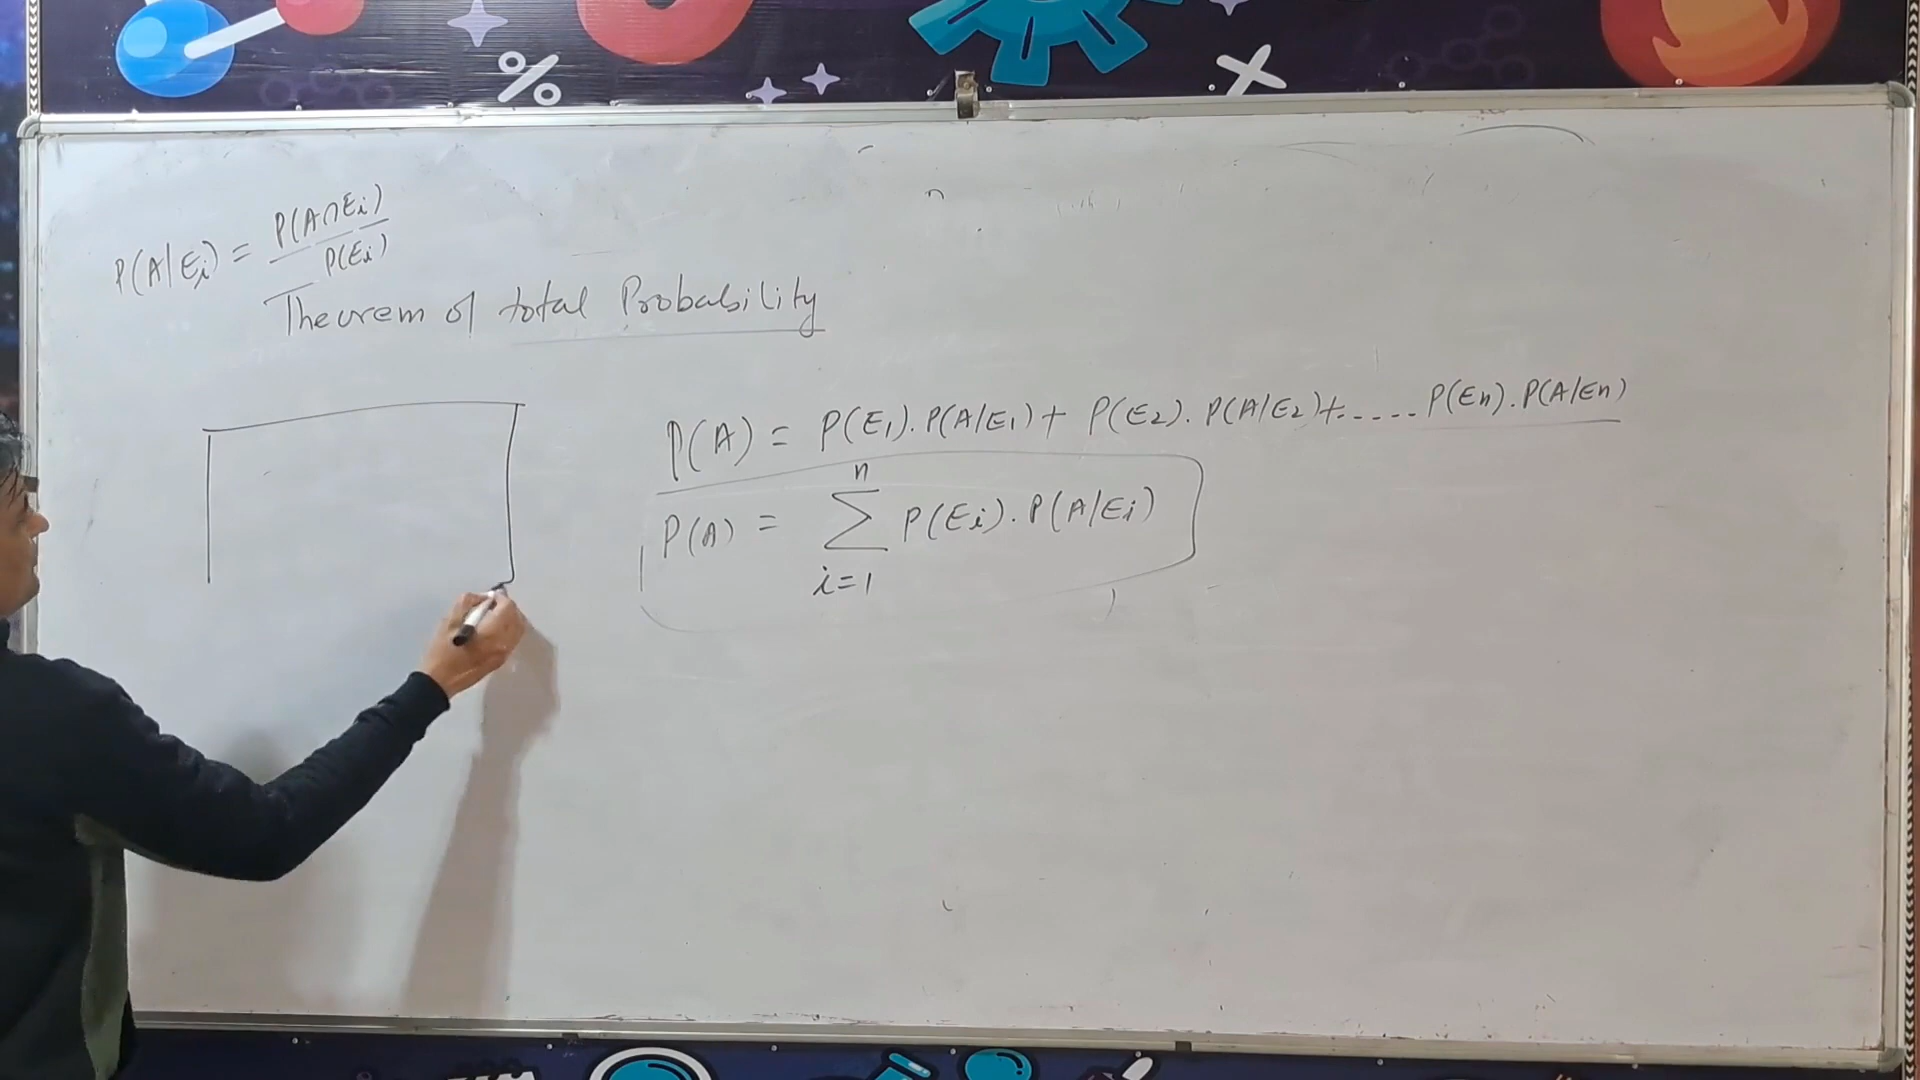 P(A|Ei) = P(A∩Ei) / P(Ei)
Theorem of total Probability
P(A) = P(E1).P(A/E1)+ P(E2).P(A/E2)+..... P(En).P(A/En)
P(A) = n Σ i=1 P(Ei).P(A/Ei)
%